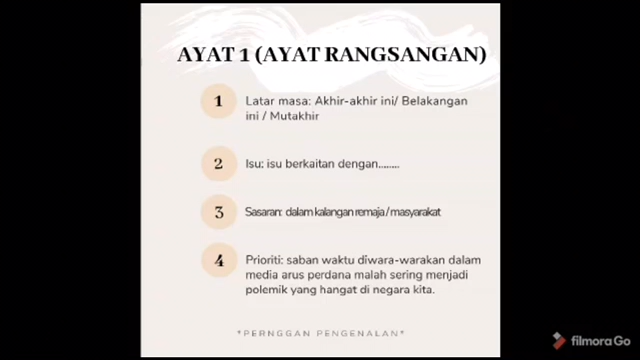 AYAT 1 (AYAT RANGSANGAN)
1
Latar masa: Akhir-akhir ini/ Belakangan
ini / Mutakhir
2
Isu: isu berkaitan dengan........
3
Sasaran: dalam kalangan remaja / masyarakat
4
Prioriti: saban waktu diwara-warakan dalam
media arus perdana malah sering menjadi
polemik yang hangat di negara kita.
*PERNGGAN PENGENALAN*
filmoraGo